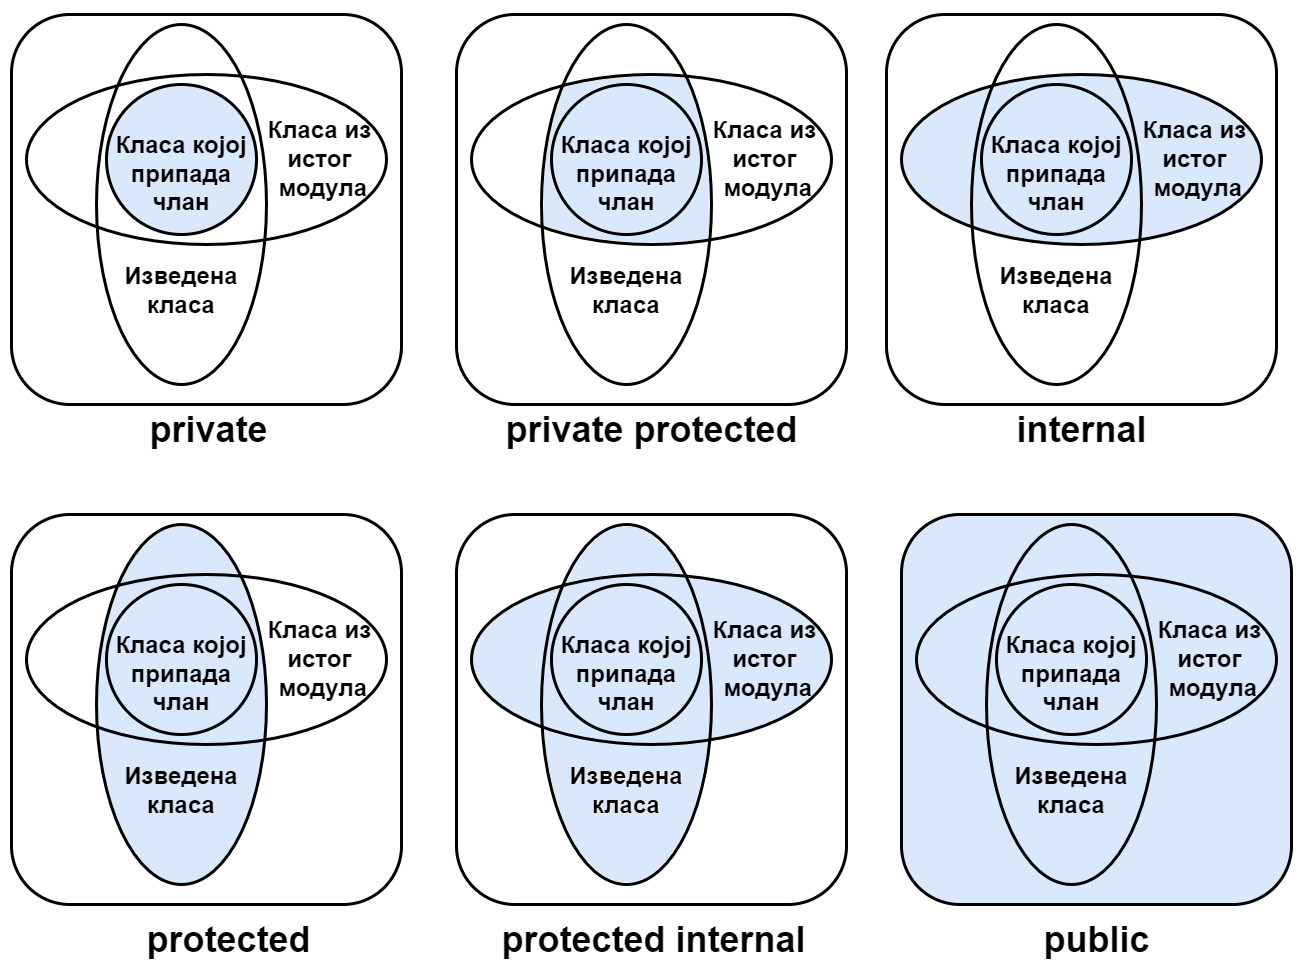 Класа којој
припада
члан
Класа из
истог
модула
Изведена
класа
private
Класа којој
припада
члан
Класа из
истог
модула
Изведена
класа
private protected
Класа којој
припада
члан
Класа из
истог
модула
Изведена
класа
internal
Класа којој
припада
члан
Класа из
истог
модула
Изведена
класа
protected
Класа којој
припада
члан
Класа из
истог
модула
Изведена
класа
protected internal
Класа којој
припада
члан
Класа из
истог
модула
Изведена
класа
public